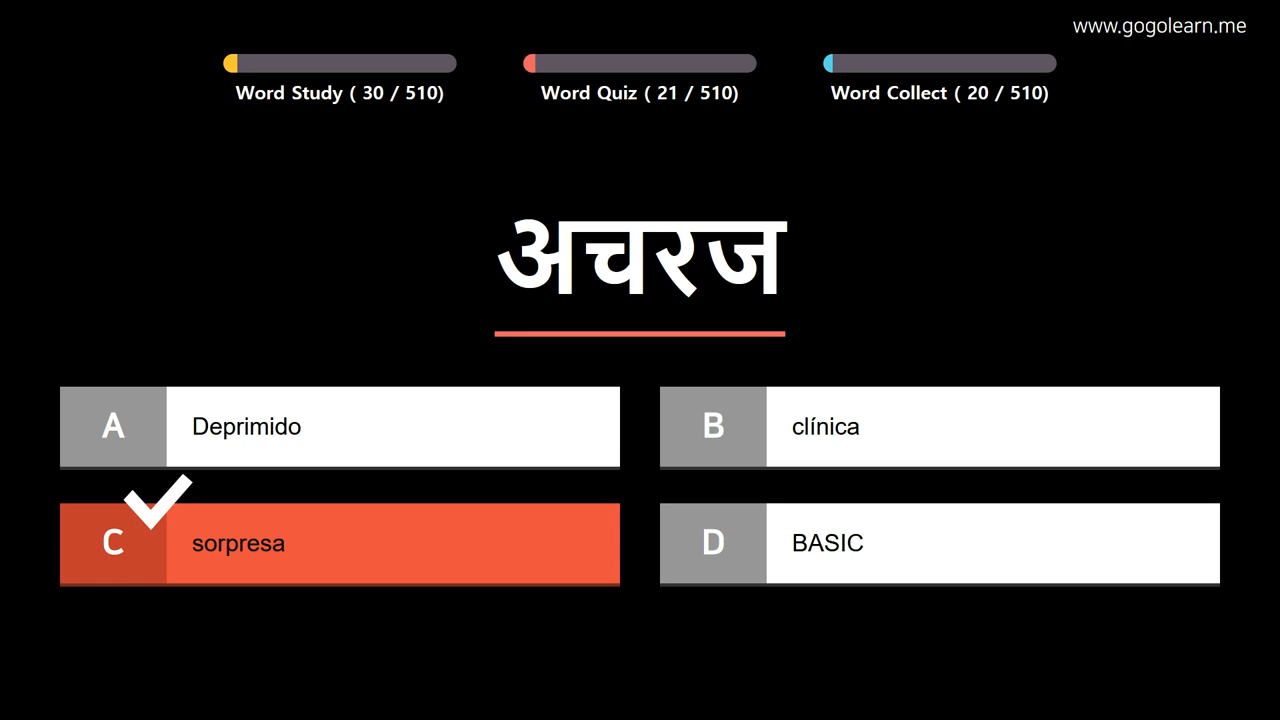 www.gogolearn.me
Word Study ( 30 / 510)
Word Quiz ( 21 / 510)
Word Collect ( 20 / 510)
अचरज
A
Deprimido
B
clínica
C
sorpresa
D
BASIC